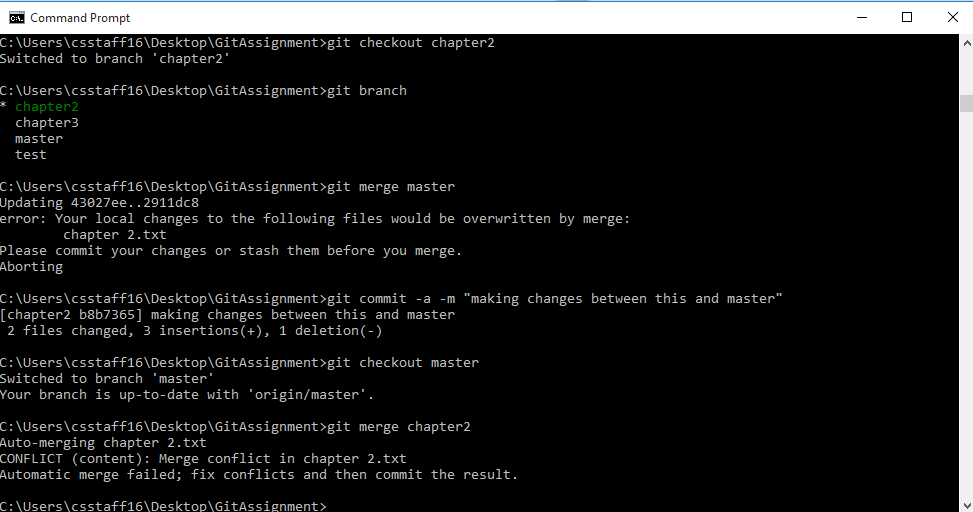 Command Prompt
C:\Users\csstaff16\Desktop\GitAssignment>git checkout chapter2
Switched to branch 'chapter2'
C:\Users\csstaff16\Desktop\GitAssignment>git branch
* chapter2
chapter3
master
test
C:\Users\csstaff16\Desktop\GitAssignment>git merge master
Updating 43027ee..2911dc8
error: Your local changes to the following files would be overwritten by merge:
chapter 2.txt
Please commit your changes or stash them before you merge.
Aborting
C:\Users\csstaff16\Desktop\GitAssignment>git commit -a -m "making changes between this and master"
[chapter2 b8b7365] making changes between this and master
2 files changed, 3 insertions(+), 1 deletion(-)
C:\Users\csstaff16\Desktop\GitAssignment>git checkout master
Switched to branch 'master'
Your branch is up-to-date with 'origin/master'.
C:\Users\csstaff16\Desktop\GitAssignment>git merge chapter2
Auto-merging chapter 2.txt
CONFLICT (content): Merge conflict in chapter 2.txt
Automatic merge failed; fix conflicts and then commit the result.
C:\Users\csstaff16\Desktop\GitAssignment>